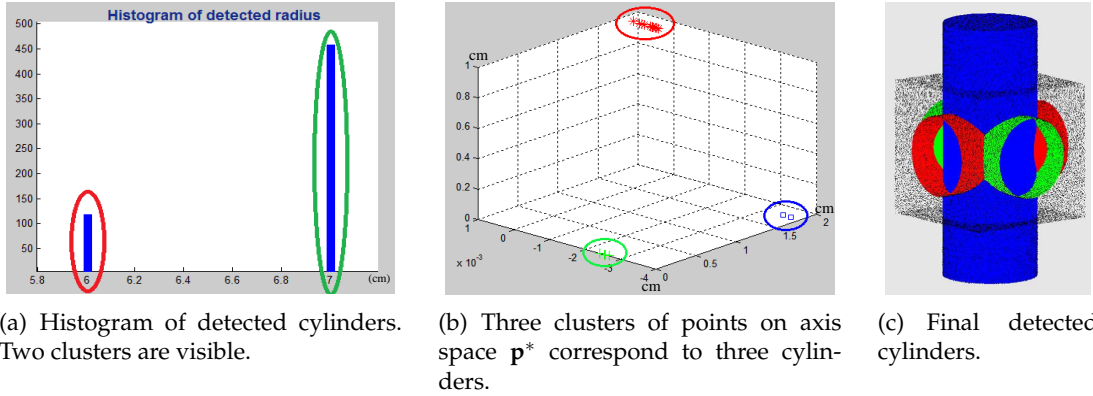 Histogram of detected radius
500
450
400
350
300
250
200
150
100
50
5.8 6 6.2 6.4 6.6 6.8 7 (cm)
cm
1
0.8
0.6
0.4
0.2
0
1
0
-1
-2
-3
-4
x 10^-3
cm
0
0.5
1
1.5
2
cm
(a) Histogram of detected cylinders.
Two clusters are visible.
(b) Three clusters of points on axis
space p* correspond to three cylin-
ders.
(c) Final detected
cylinders.